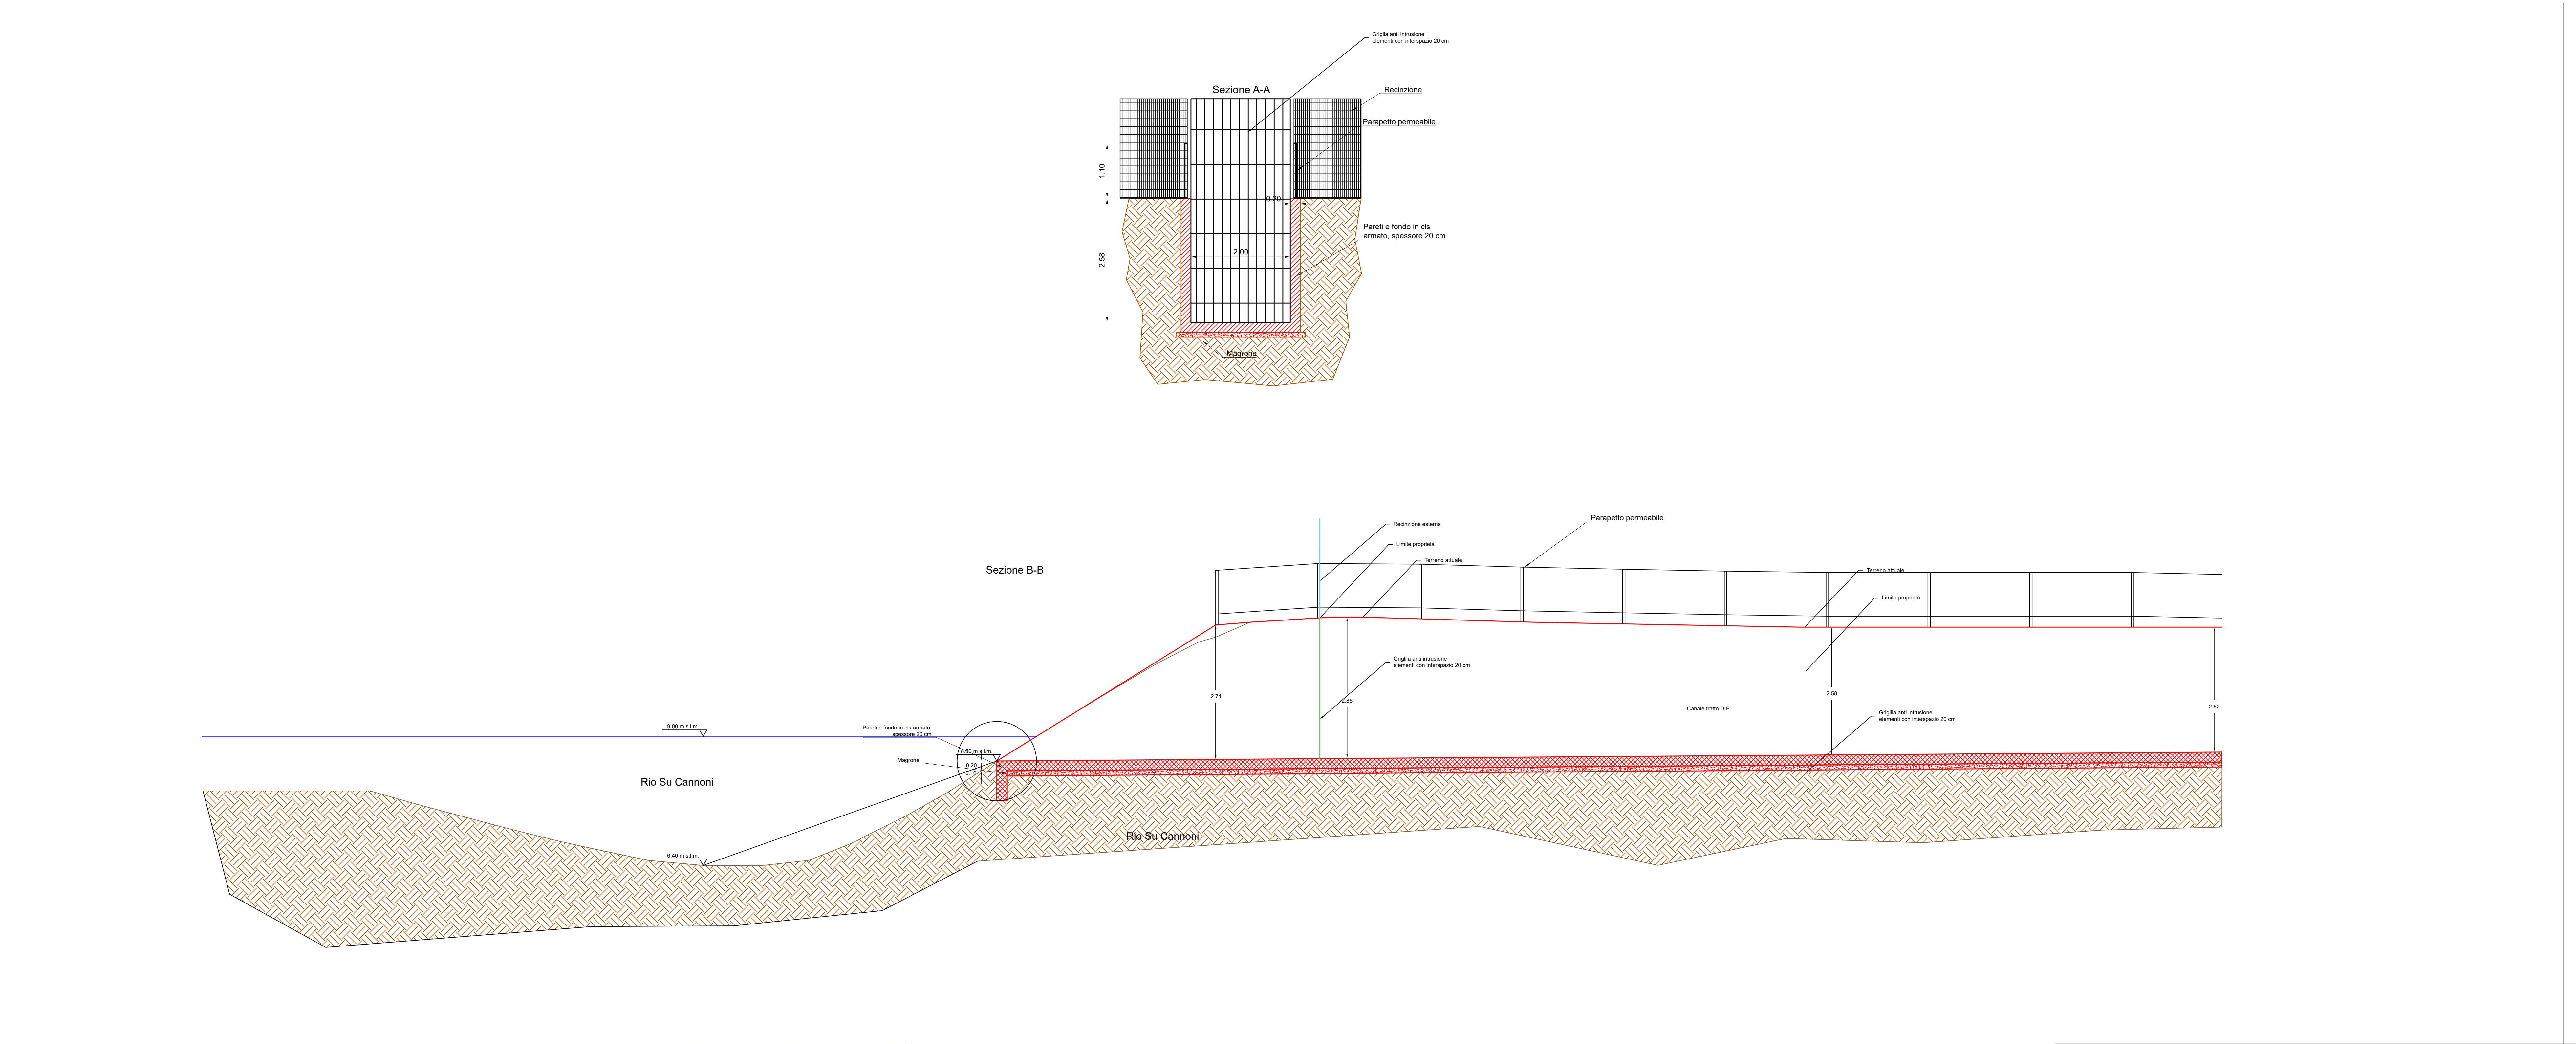 Griglia anti intrusione
elementi con interspazio 20 cm
Sezione A-A
Recinzione
Parapetto permeabile
1.10
0.20
Pareti e fondo in cls
armato, spessore 20 cm
2.00
2.58
Magrone
Sezione B-B
Recinzione esterna
Parapetto permeabile
Limite proprietà
Terreno attuale
Terreno attuale
Limite proprietà
Griglila anti intrusione
elementi con interspazio 20 cm
2.71
2.85
2.58
2.52
Canale tratto D-E
Griglila anti intrusione
elementi con interspazio 20 cm
9.00 m s.l.m.
Pareti e fondo in cls armato,
spessore 20 cm
8.50 m s.l.m.
Magrone
0.20
0.10
Rio Su Cannoni
Rio Su Cannoni
6.40 m s.l.m.